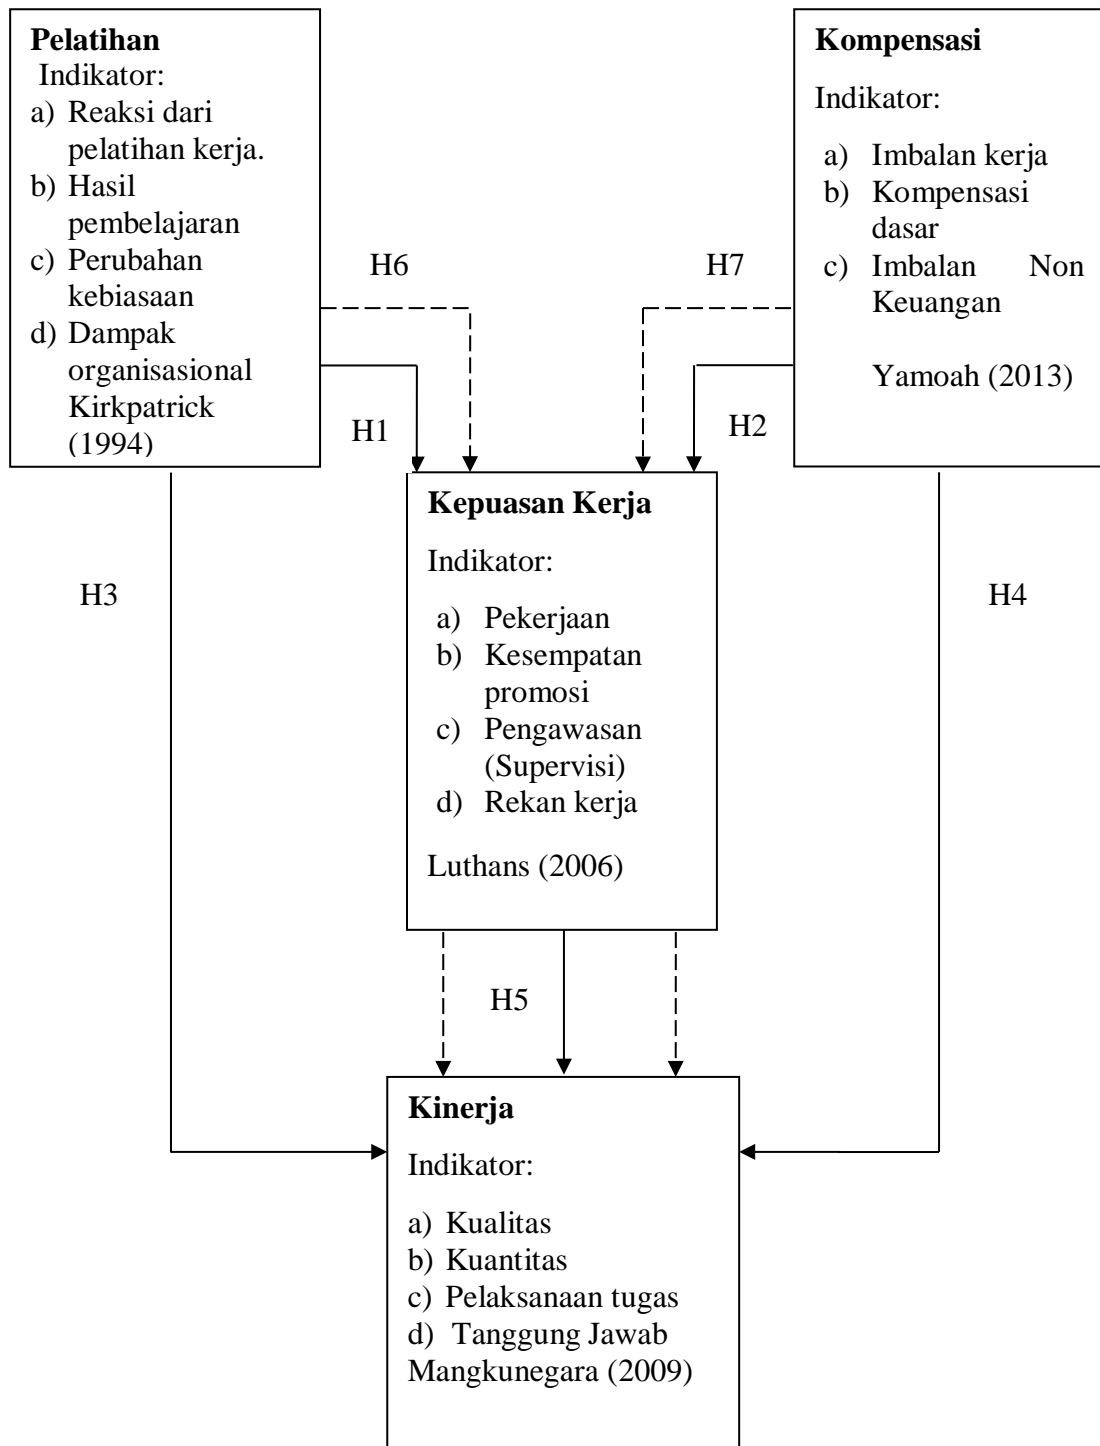 Pelatihan
Indikator:
a) Reaksi dari
pelatihan kerja.
b) Hasil
pembelajaran
c) Perubahan
kebiasaan
d) Dampak
organisasional
Kirkpatrick
(1994)
Kompensasi
Indikator:
a) Imbalan kerja
b) Kompensasi
dasar
c) Imbalan Non
Keuangan
Yamoah (2013)
H6
H7
H1
H2
Kepuasan Kerja
Indikator:
a) Pekerjaan
b) Kesempatan
promosi
c) Pengawasan
(Supervisi)
d) Rekan kerja
Luthans (2006)
H3
H4
H5
Kinerja
Indikator:
a) Kualitas
b) Kuantitas
c) Pelaksanaan tugas
d) Tanggung Jawab
Mangkunegara (2009)